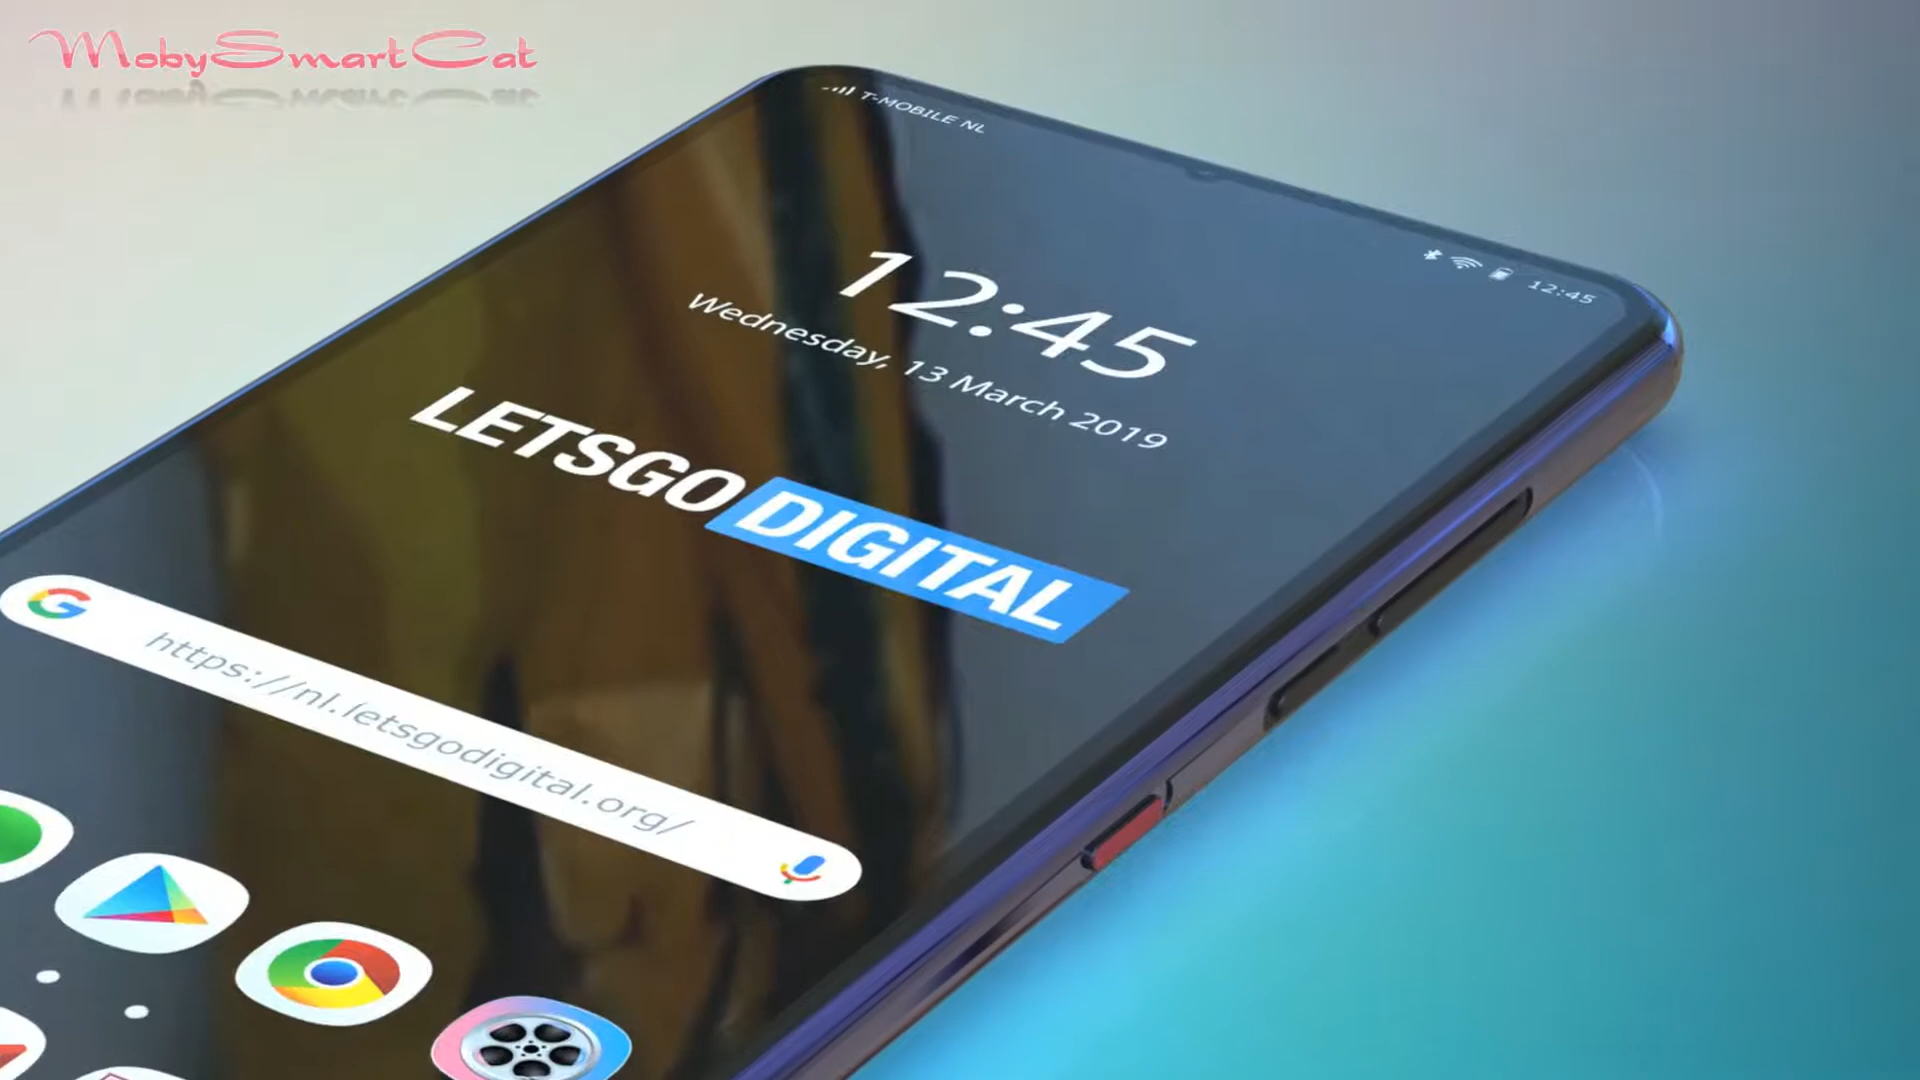 MobySmartCat
T-MOBILE NL
12:45
12:45
Wednesday, 13 March 2019
LETSGO DIGITAL
https://nl.letsgodigital.org/